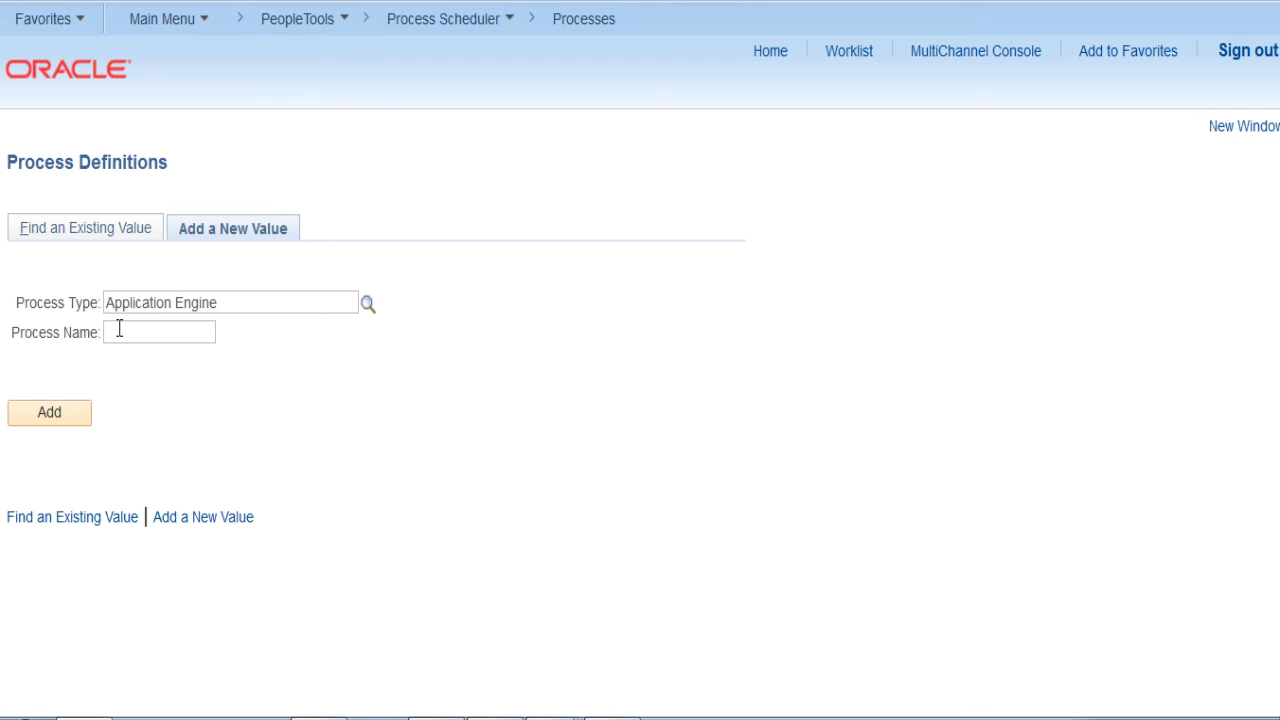 Favorites Main Menu > PeopleTools > Process Scheduler > Processes
Home Worklist MultiChannel Console Add to Favorites Sign out
ORACLE
New Window
Process Definitions
Find an Existing Value Add a New Value
Process Type: Application Engine
Process Name:
Add
Find an Existing Value | Add a New Value